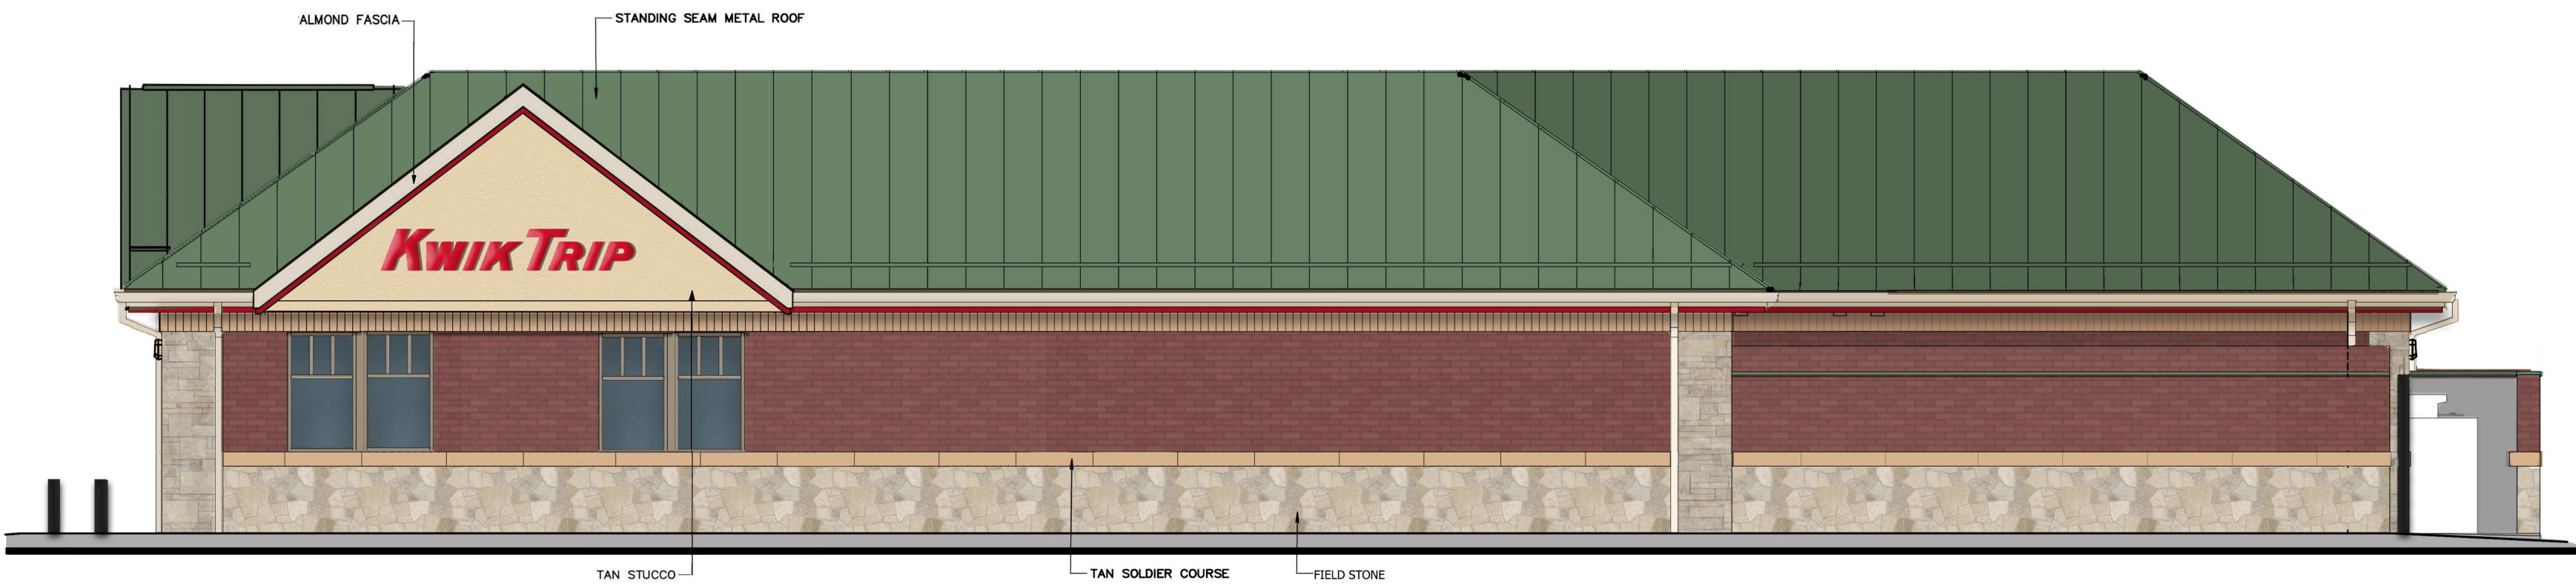 ALMOND FASCIA
STANDING SEAM METAL ROOF
KWIK TRIP
TAN STUCCO
TAN SOLDIER COURSE
FIELD STONE